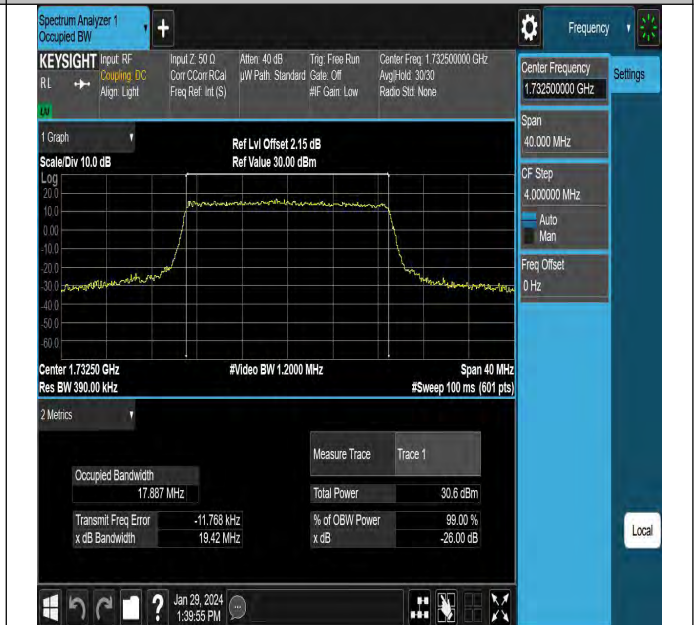 Spectrum Analyzer 1
Occupied BW
+
Frequency
KEYSIGHT Input: RF Input Z: 50 Ω Atten: 40 dB Trig: Free Run Center Freq: 1.732500000 GHz
RL Coupling: DC Corr CCorr RCal µW Path: Standard Gate: Off Avg|Hold: 30/30
Align: Light Freq Ref: Int (S) #IF Gain: Low Radio Std: None
Center Frequency
1.732500000 GHz
Settings
Span
40.000 MHz
CF Step
4.000000 MHz
Auto
Man
Freq Offset
0 Hz
1 Graph
Ref Lvl Offset 2.15 dB
Scale/Div 10.0 dB Ref Value 30.00 dBm
Log
20.0
10.0
0.00
-10.0
-20.0
-30.0
-40.0
-50.0
-60.0
Center 1.73250 GHz #Video BW 1.2000 MHz Span 40 MHz
Res BW 390.00 kHz #Sweep 100 ms (601 pts)
2 Metrics
Measure Trace Trace 1
Occupied Bandwidth
17.887 MHz
Total Power 30.6 dBm
Transmit Freq Error -11.768 kHz % of OBW Power 99.00 %
x dB Bandwidth 19.42 MHz x dB -26.00 dB
Local
?
Jan 29, 2024
1:39:55 PM